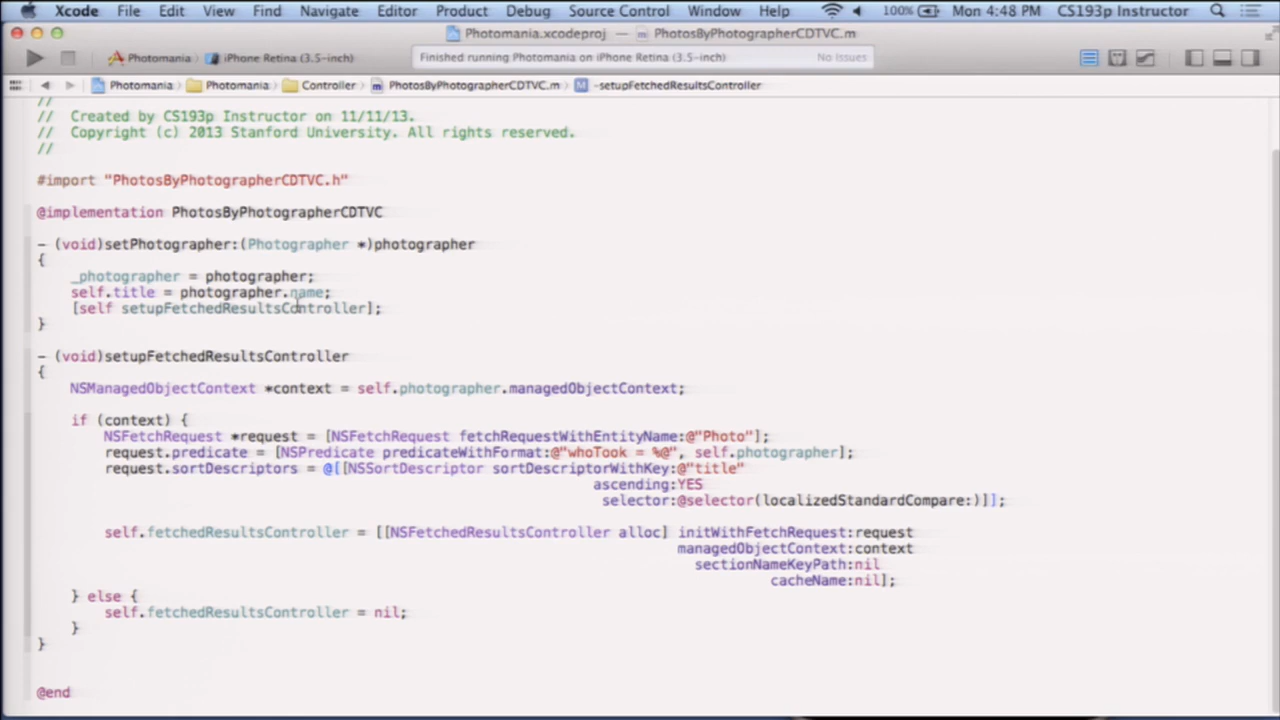 Xcode File Edit View Find Navigate Editor Product Debug Source Control Window Help 100% Mon 4:48 PM CS193p Instructor
Photomania.xcodeproj — PhotosByPhotographerCDTVC.m
Photomania iPhone Retina (3.5-inch) Finished running Photomania on iPhone Retina (3.5-inch) No Issues
Photomania Photomania Controller PhotosByPhotographerCDTVC.m M -setupFetchedResultsController
//
// Created by CS193p Instructor on 11/11/13.
// Copyright (c) 2013 Stanford University. All rights reserved.
//
#import "PhotosByPhotographerCDTVC.h"
@implementation PhotosByPhotographerCDTVC
- (void)setPhotographer:(Photographer *)photographer
{
_photographer = photographer;
self.title = photographer.name;
[self setupFetchedResultsController];
}
- (void)setupFetchedResultsController
{
NSManagedObjectContext *context = self.photographer.managedObjectContext;
if (context) {
NSFetchRequest *request = [NSFetchRequest fetchRequestWithEntityName:@"Photo"];
request.predicate = [NSPredicate predicateWithFormat:@"whoTook = %@", self.photographer];
request.sortDescriptors = @[[NSSortDescriptor sortDescriptorWithKey:@"title"
ascending:YES
selector:@selector(localizedStandardCompare:)]];
self.fetchedResultsController = [[NSFetchedResultsController alloc] initWithFetchRequest:request
managedObjectContext:context
sectionNameKeyPath:nil
cacheName:nil];
} else {
self.fetchedResultsController = nil;
}
}
@end